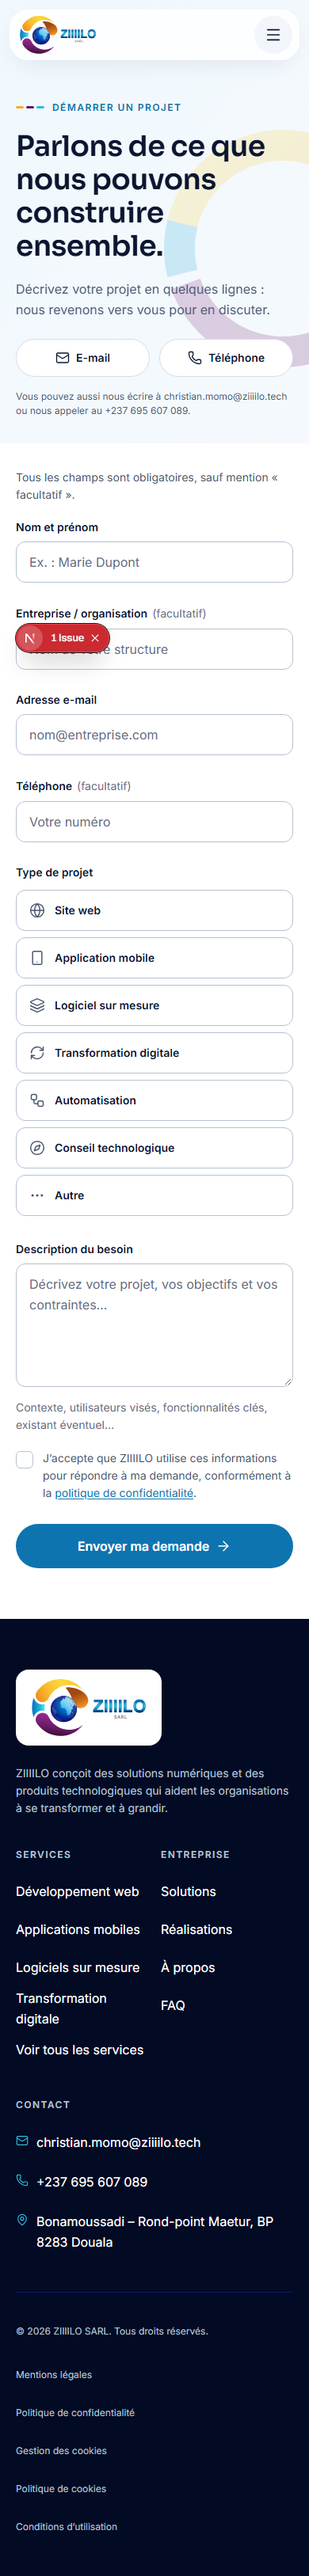 ZIIIILO
SARL
DÉMARRER UN PROJET
Parlons de ce que
nous pouvons
construire
ensemble.
Décrivez votre projet en quelques lignes :
nous revenons vers vous pour en discuter.
E-mail
Téléphone
Vous pouvez aussi nous écrire à christian.momo@ziiiilo.tech
ou nous appeler au +237 695 607 089.
Tous les champs sont obligatoires, sauf mention «
facultatif ».
Nom et prénom
Ex. : Marie Dupont
Entreprise / organisation (facultatif)
N 1 Issue
structure
Adresse e-mail
nom@entreprise.com
Téléphone (facultatif)
Votre numéro
Type de projet
Site web
Application mobile
Logiciel sur mesure
Transformation digitale
Automatisation
Conseil technologique
Autre
Description du besoin
Décrivez votre projet, vos objectifs et vos
contraintes...
Contexte, utilisateurs visés, fonctionnalités clés,
existant éventuel...
J'accepte que ZIIIILO utilise ces informations
pour répondre à ma demande, conformément à
la politique de confidentialité.
Envoyer ma demande
ZIIIILO
SARL
ZIIIILO conçoit des solutions numériques et des
produits technologiques qui aident les organisations
à se transformer et à grandir.
SERVICES
Développement web
Applications mobiles
Logiciels sur mesure
Transformation
digitale
Voir tous les services
ENTREPRISE
Solutions
Réalisations
À propos
FAQ
CONTACT
christian.momo@ziiiilo.tech
+237 695 607 089
Bonamoussadi – Rond-point Maetur, BP
8283 Douala
© 2026 ZIIIILO SARL. Tous droits réservés.
Mentions légales
Politique de confidentialité
Gestion des cookies
Politique de cookies
Conditions d'utilisation